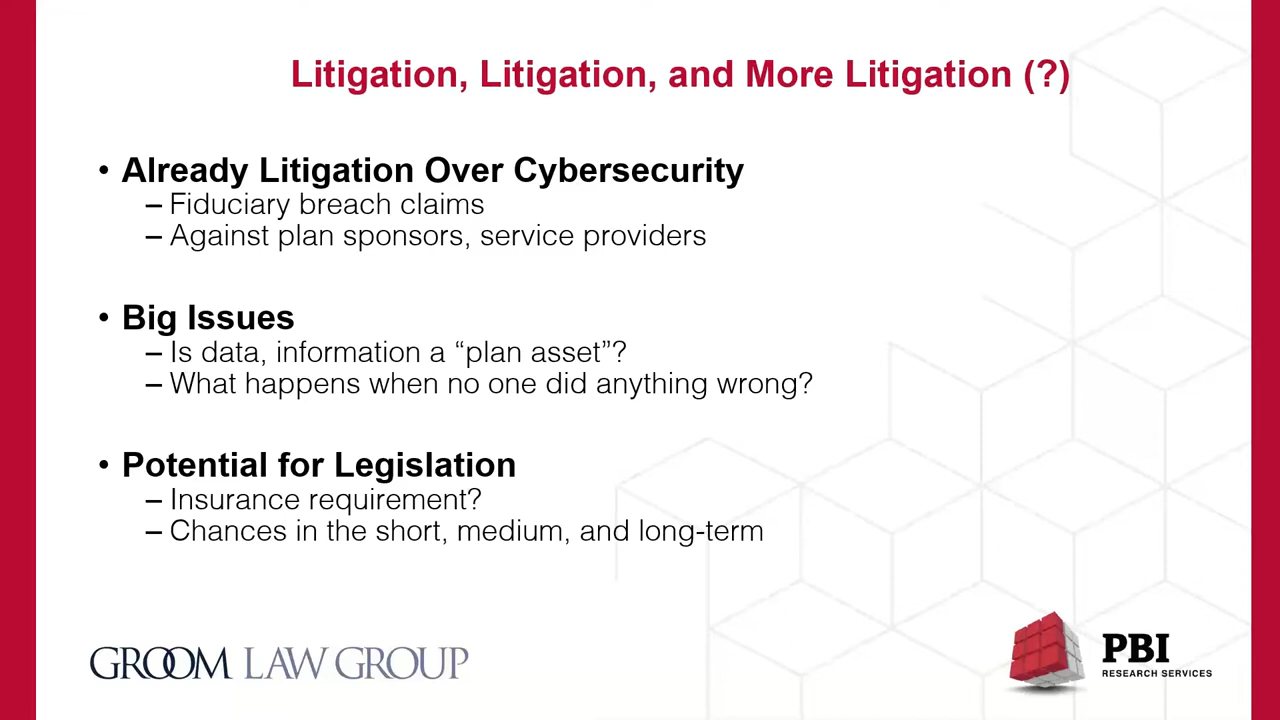 Litigation, Litigation, and More Litigation (?)
• Already Litigation Over Cybersecurity
– Fiduciary breach claims
– Against plan sponsors, service providers
• Big Issues
– Is data, information a “plan asset”?
– What happens when no one did anything wrong?
• Potential for Legislation
– Insurance requirement?
– Chances in the short, medium, and long-term
GROOM LAW GROUP
PBI
RESEARCH SERVICES